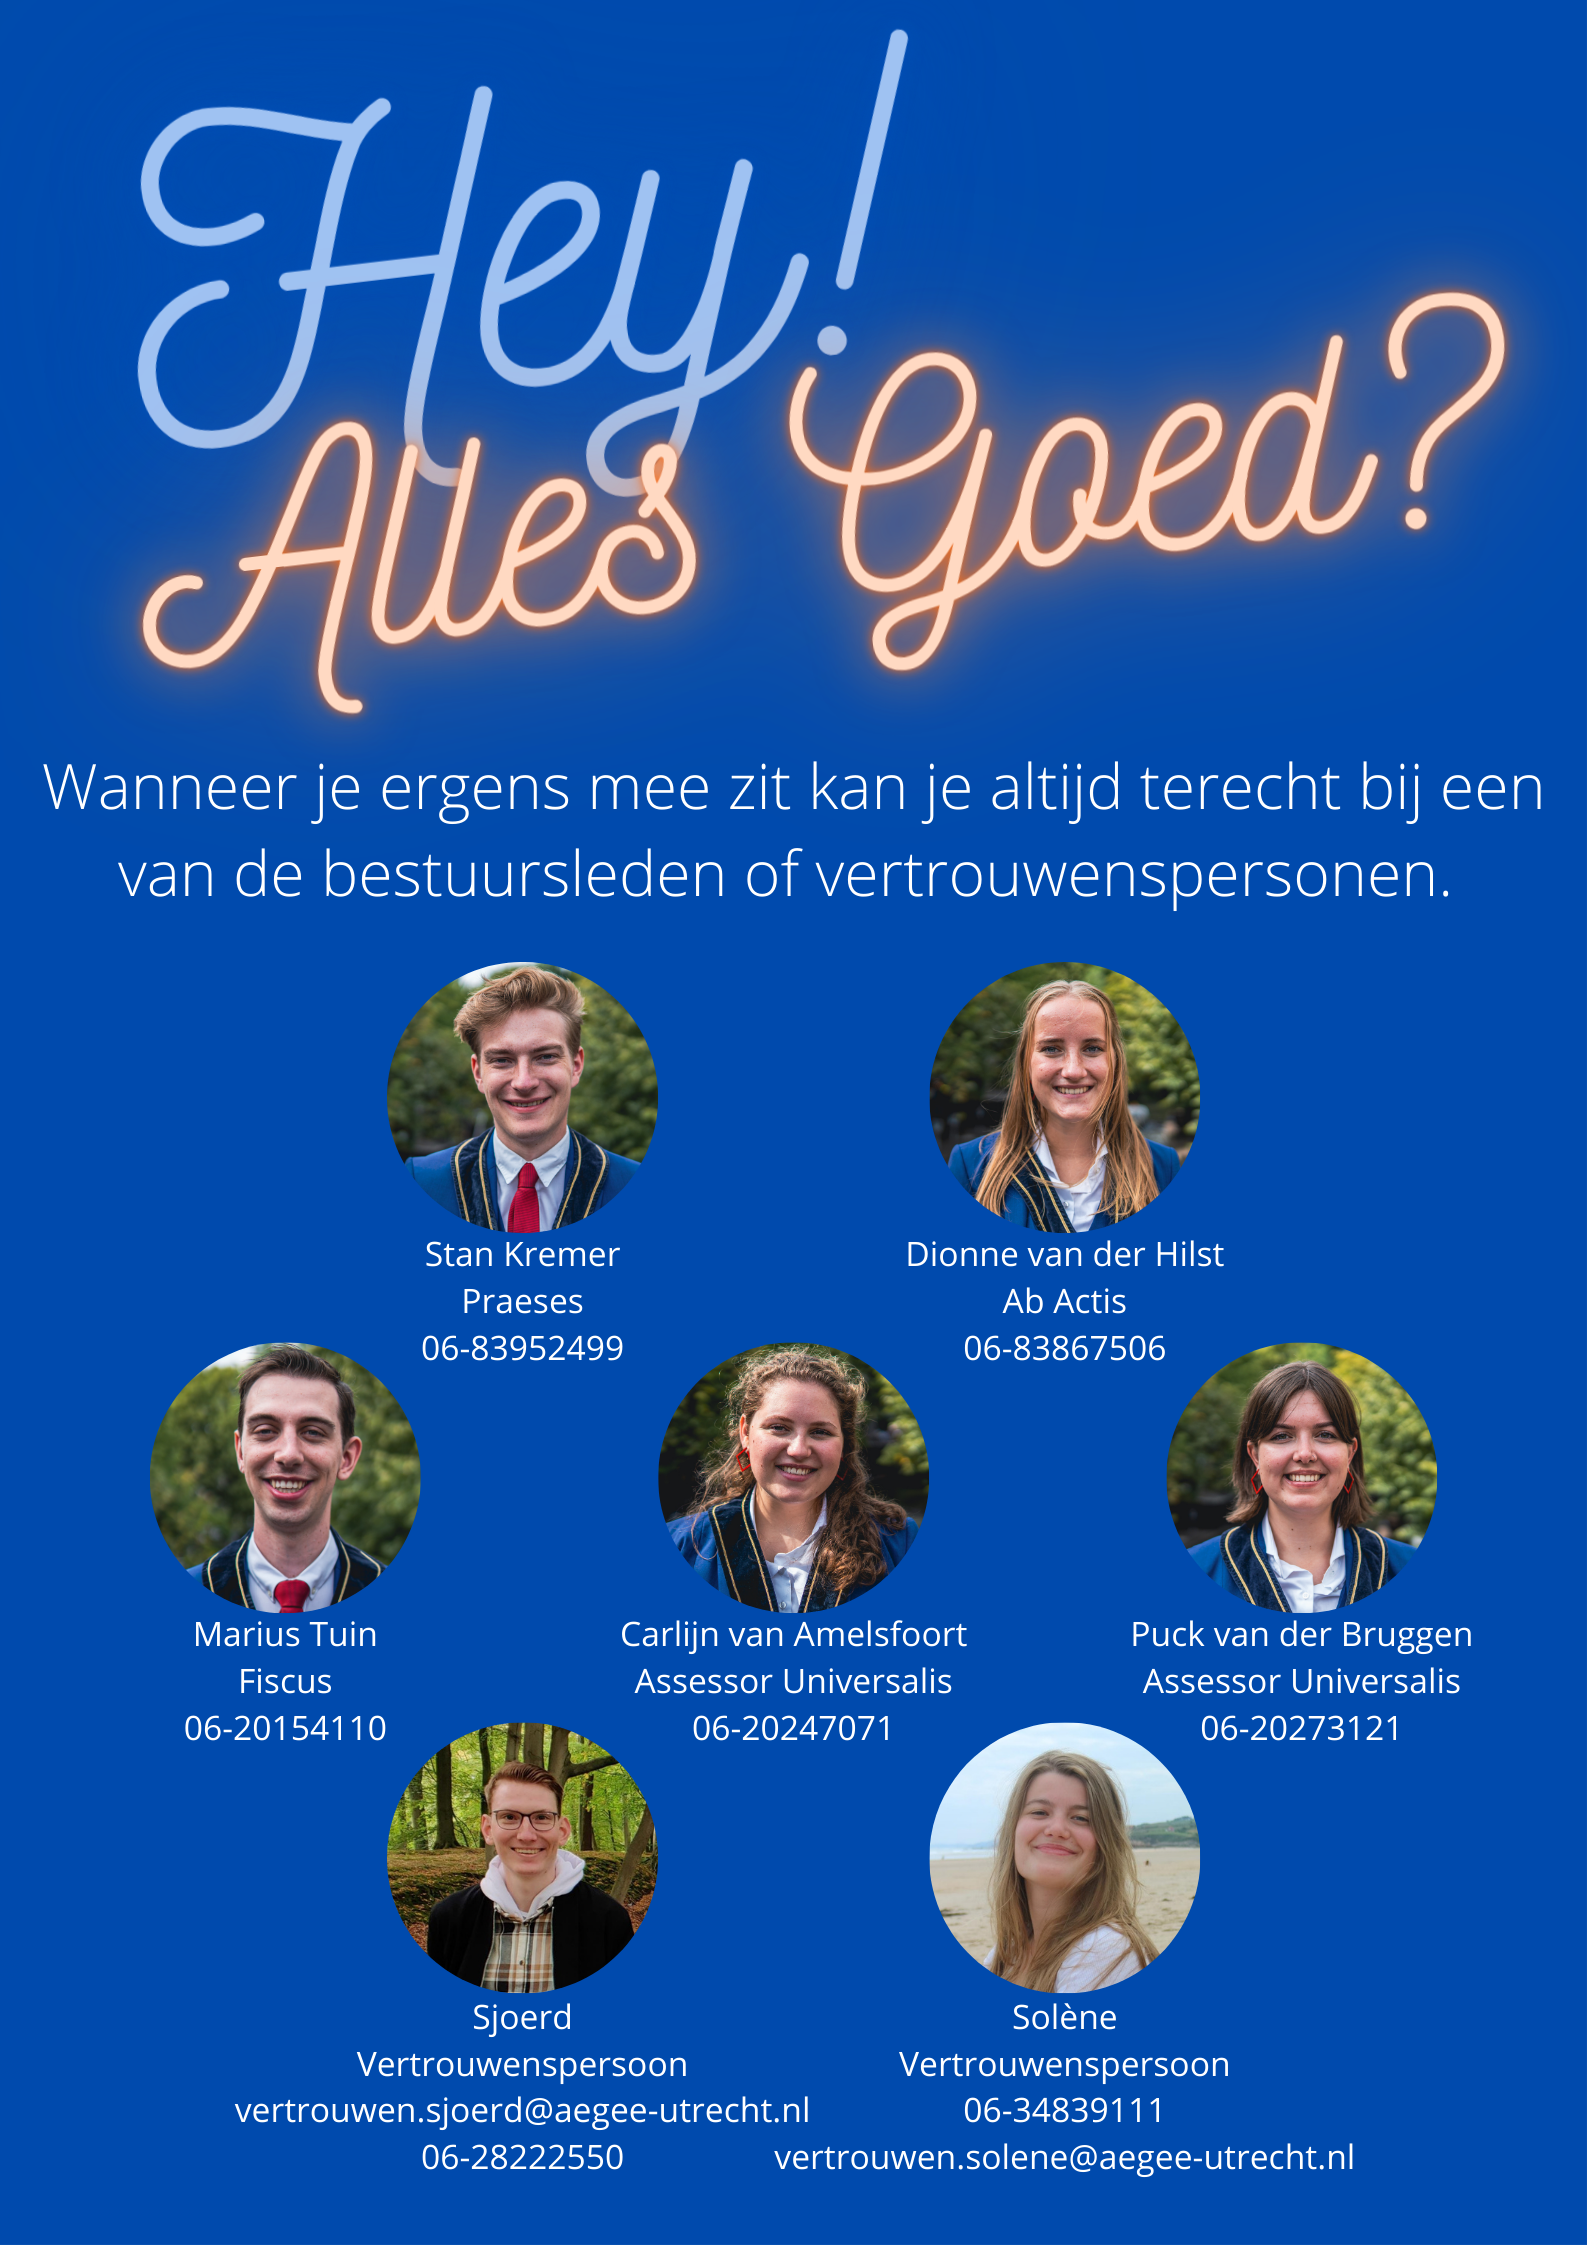 Hey!
Alles Goed?
Wanneer je ergens mee zit kan je altijd terecht bij een
van de bestuursleden of vertrouwenspersonen.
Stan Kremer
Praeses
06-83952499
Dionne van der Hilst
Ab Actis
06-83867506
Marius Tuin
Fiscus
06-20154110
Carlijn van Amelsfoort
Assessor Universalis
06-20247071
Puck van der Bruggen
Assessor Universalis
06-20273121
Sjoerd
Vertrouwenspersoon
vertrouwen.sjoerd@aegee-utrecht.nl
06-28222550
Solène
Vertrouwenspersoon
06-34839111
vertrouwen.solene@aegee-utrecht.nl